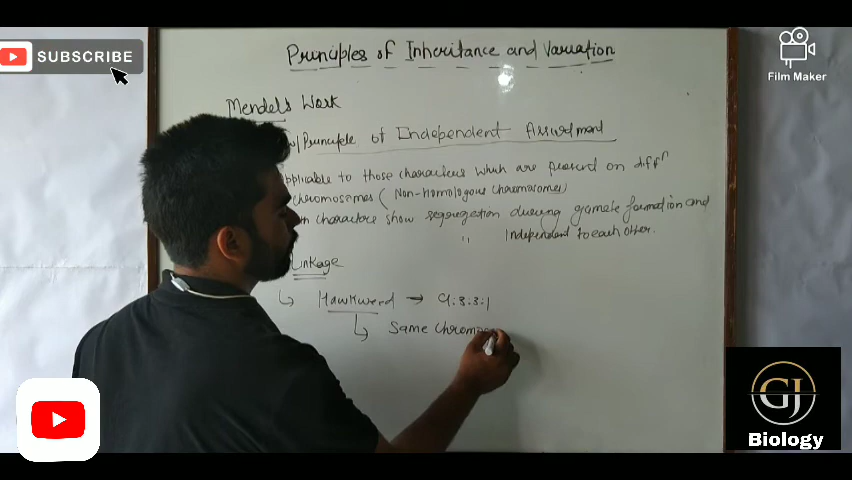 SUBSCRIBE
Principles of Inheritance and Variation
Film Maker
Mendel's Work
Principle of Independent Assortment
applicable to those characters which are present on diffn
chromosomes (Non-homologous chromosomes)
characters show segregation during gamete formation and
" Independent to each other.
Linkage
Hawkweed → 9:3:3:1
Same Chromoso
GJ
Biology